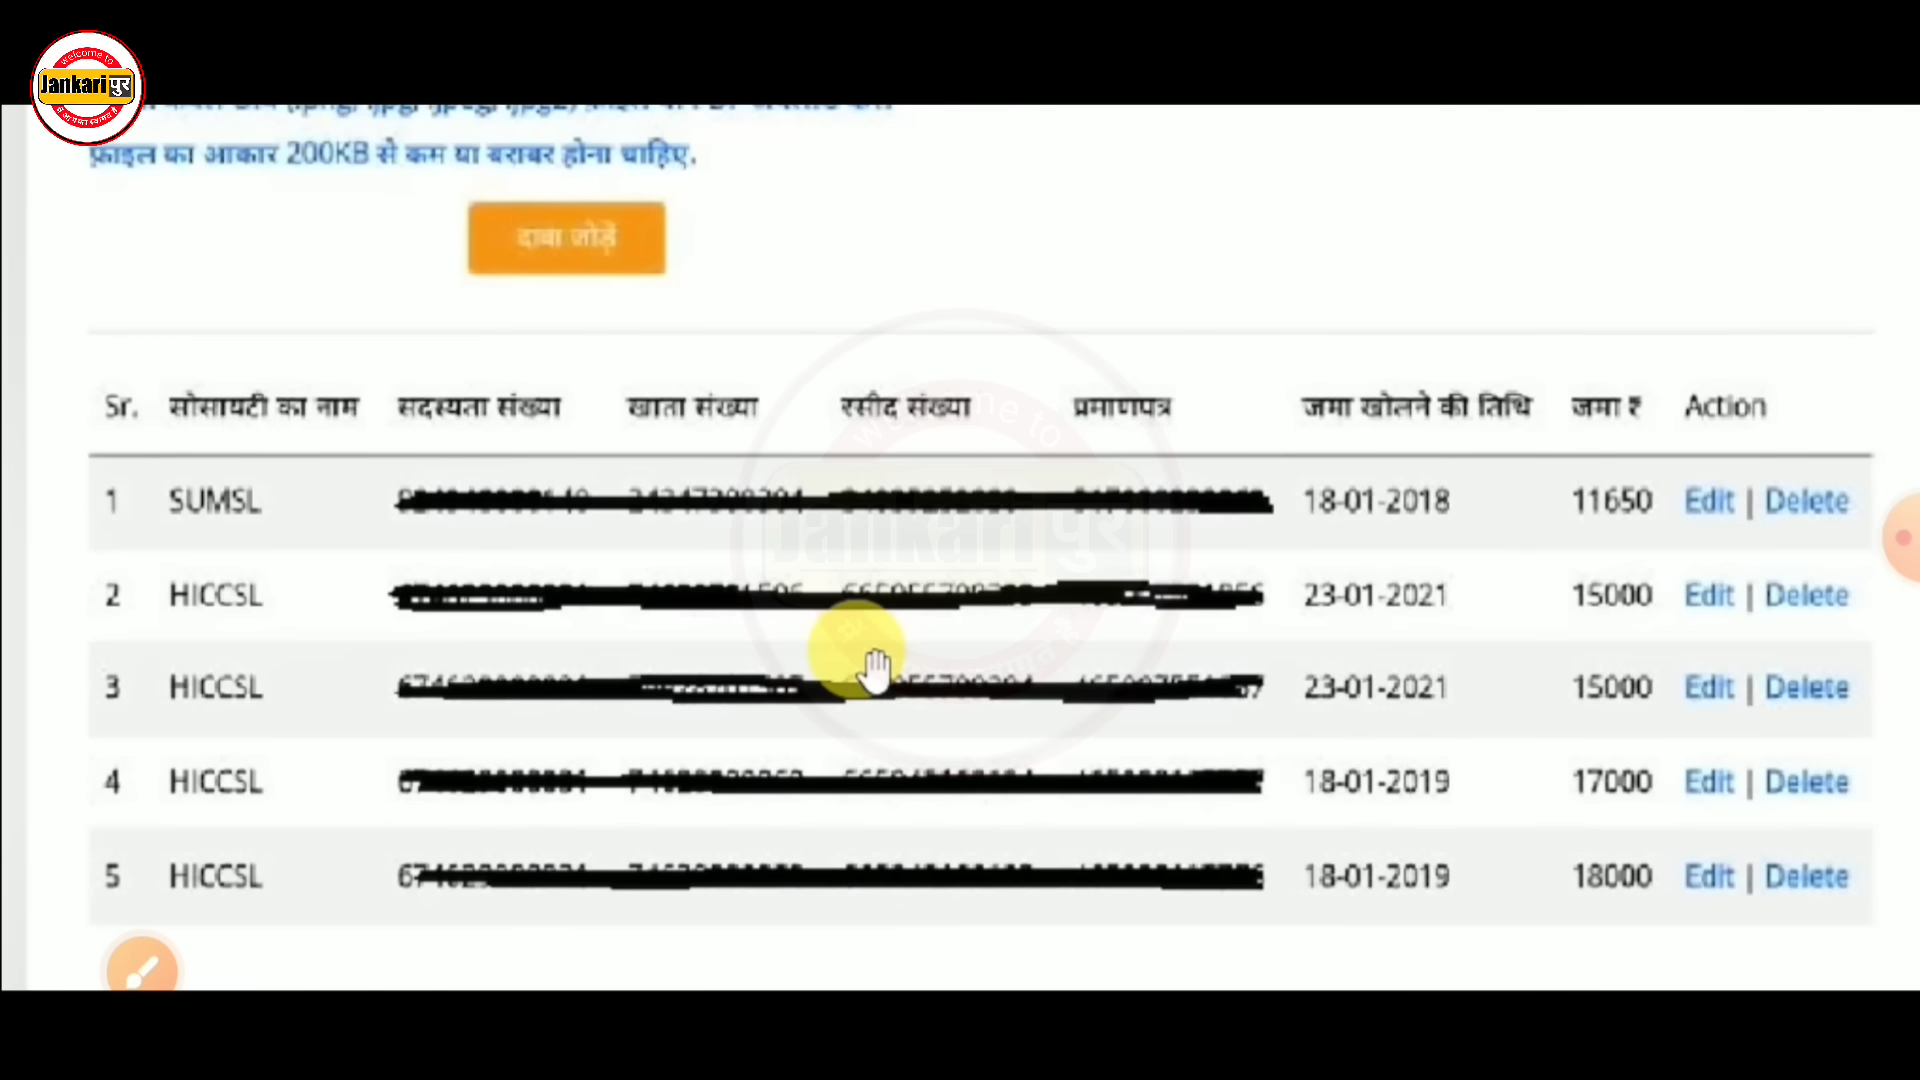 welcome to
Jankari पुर
फ़ाइल का आकार 200KB से कम या बराबर होना चाहिए.
दावा जोड़ें
Sr. सोसायटी का नाम सदस्यता संख्या खाता संख्या रसीद संख्या प्रमाणपत्र जमा खोलने की तिथि जमा ₹ Action
1 SUMSL 18-01-2018 11650 Edit | Delete
2 HICCSL 23-01-2021 15000 Edit | Delete
3 HICCSL 23-01-2021 15000 Edit | Delete
4 HICCSL 18-01-2019 17000 Edit | Delete
5 HICCSL 18-01-2019 18000 Edit | Delete